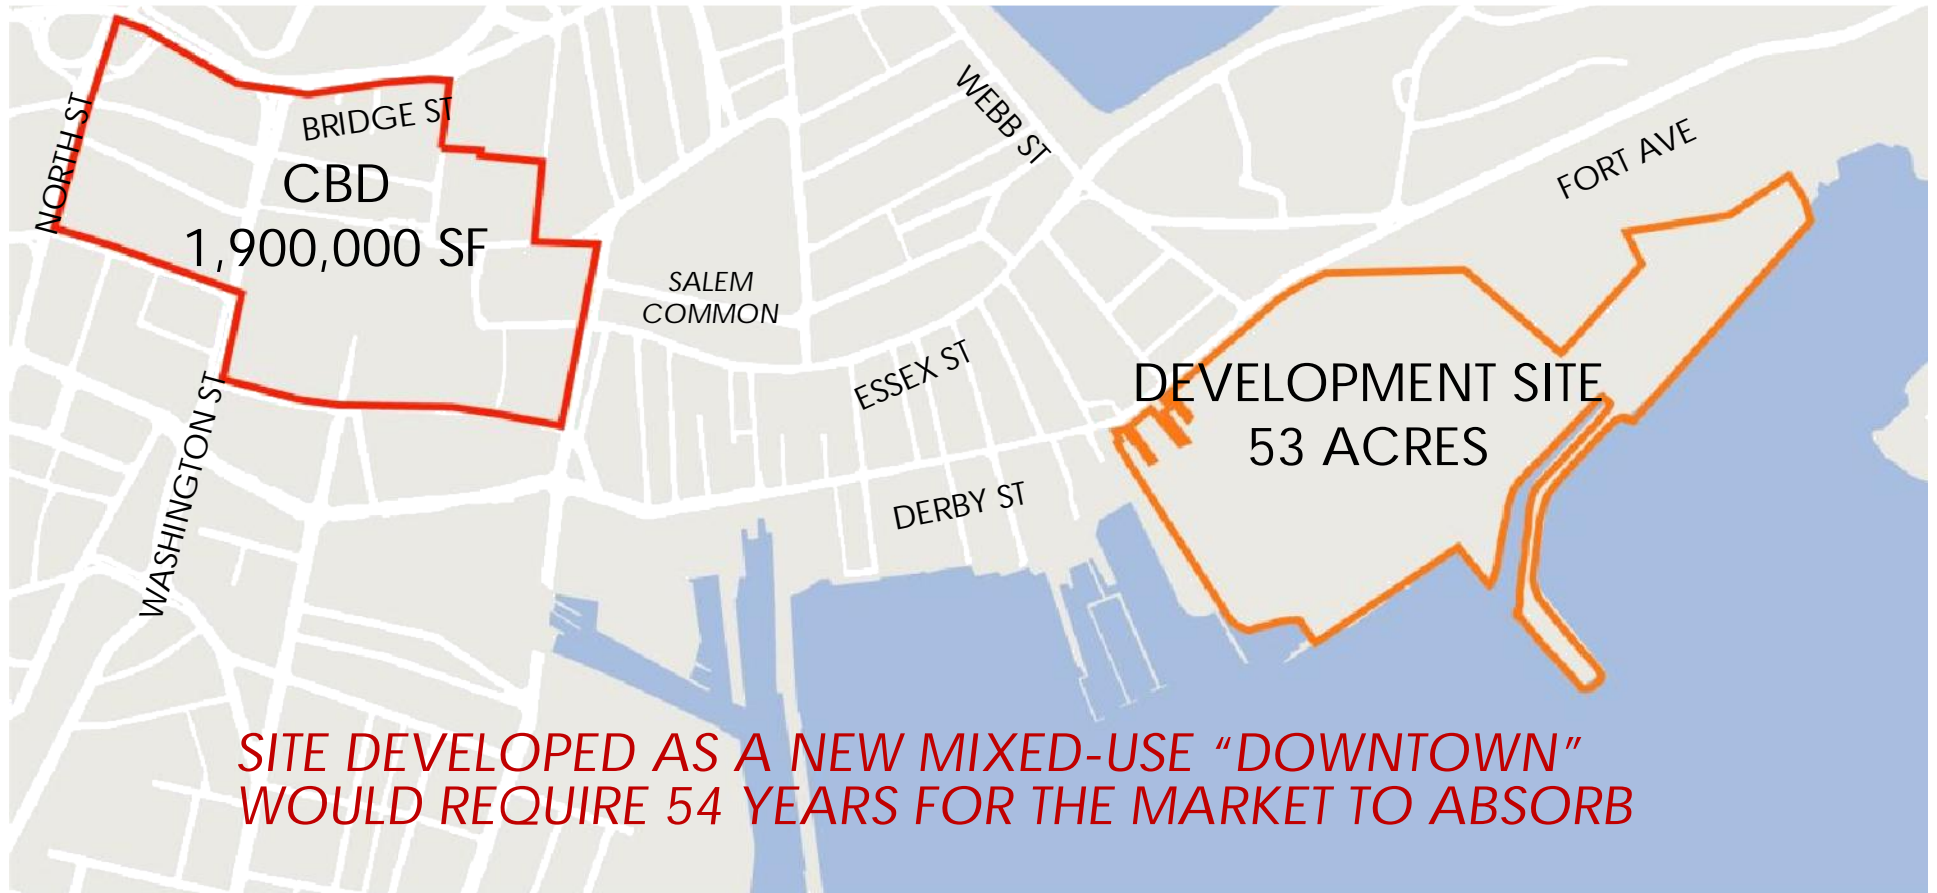 NORTH ST
BRIDGE ST
CBD
1,900,000 SF
WEBB ST
FORT AVE
SALEM
COMMON
ESSEX ST
DEVELOPMENT SITE
53 ACRES
WASHINGTON ST
DERBY ST
SITE DEVELOPED AS A NEW MIXED-USE “DOWNTOWN”
WOULD REQUIRE 54 YEARS FOR THE MARKET TO ABSORB